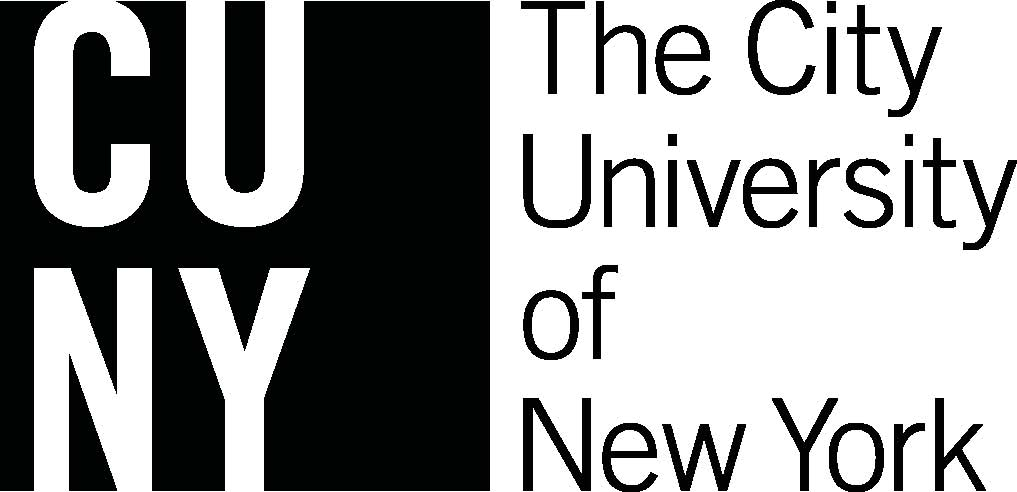 CU
NY
The City
University
of
New York